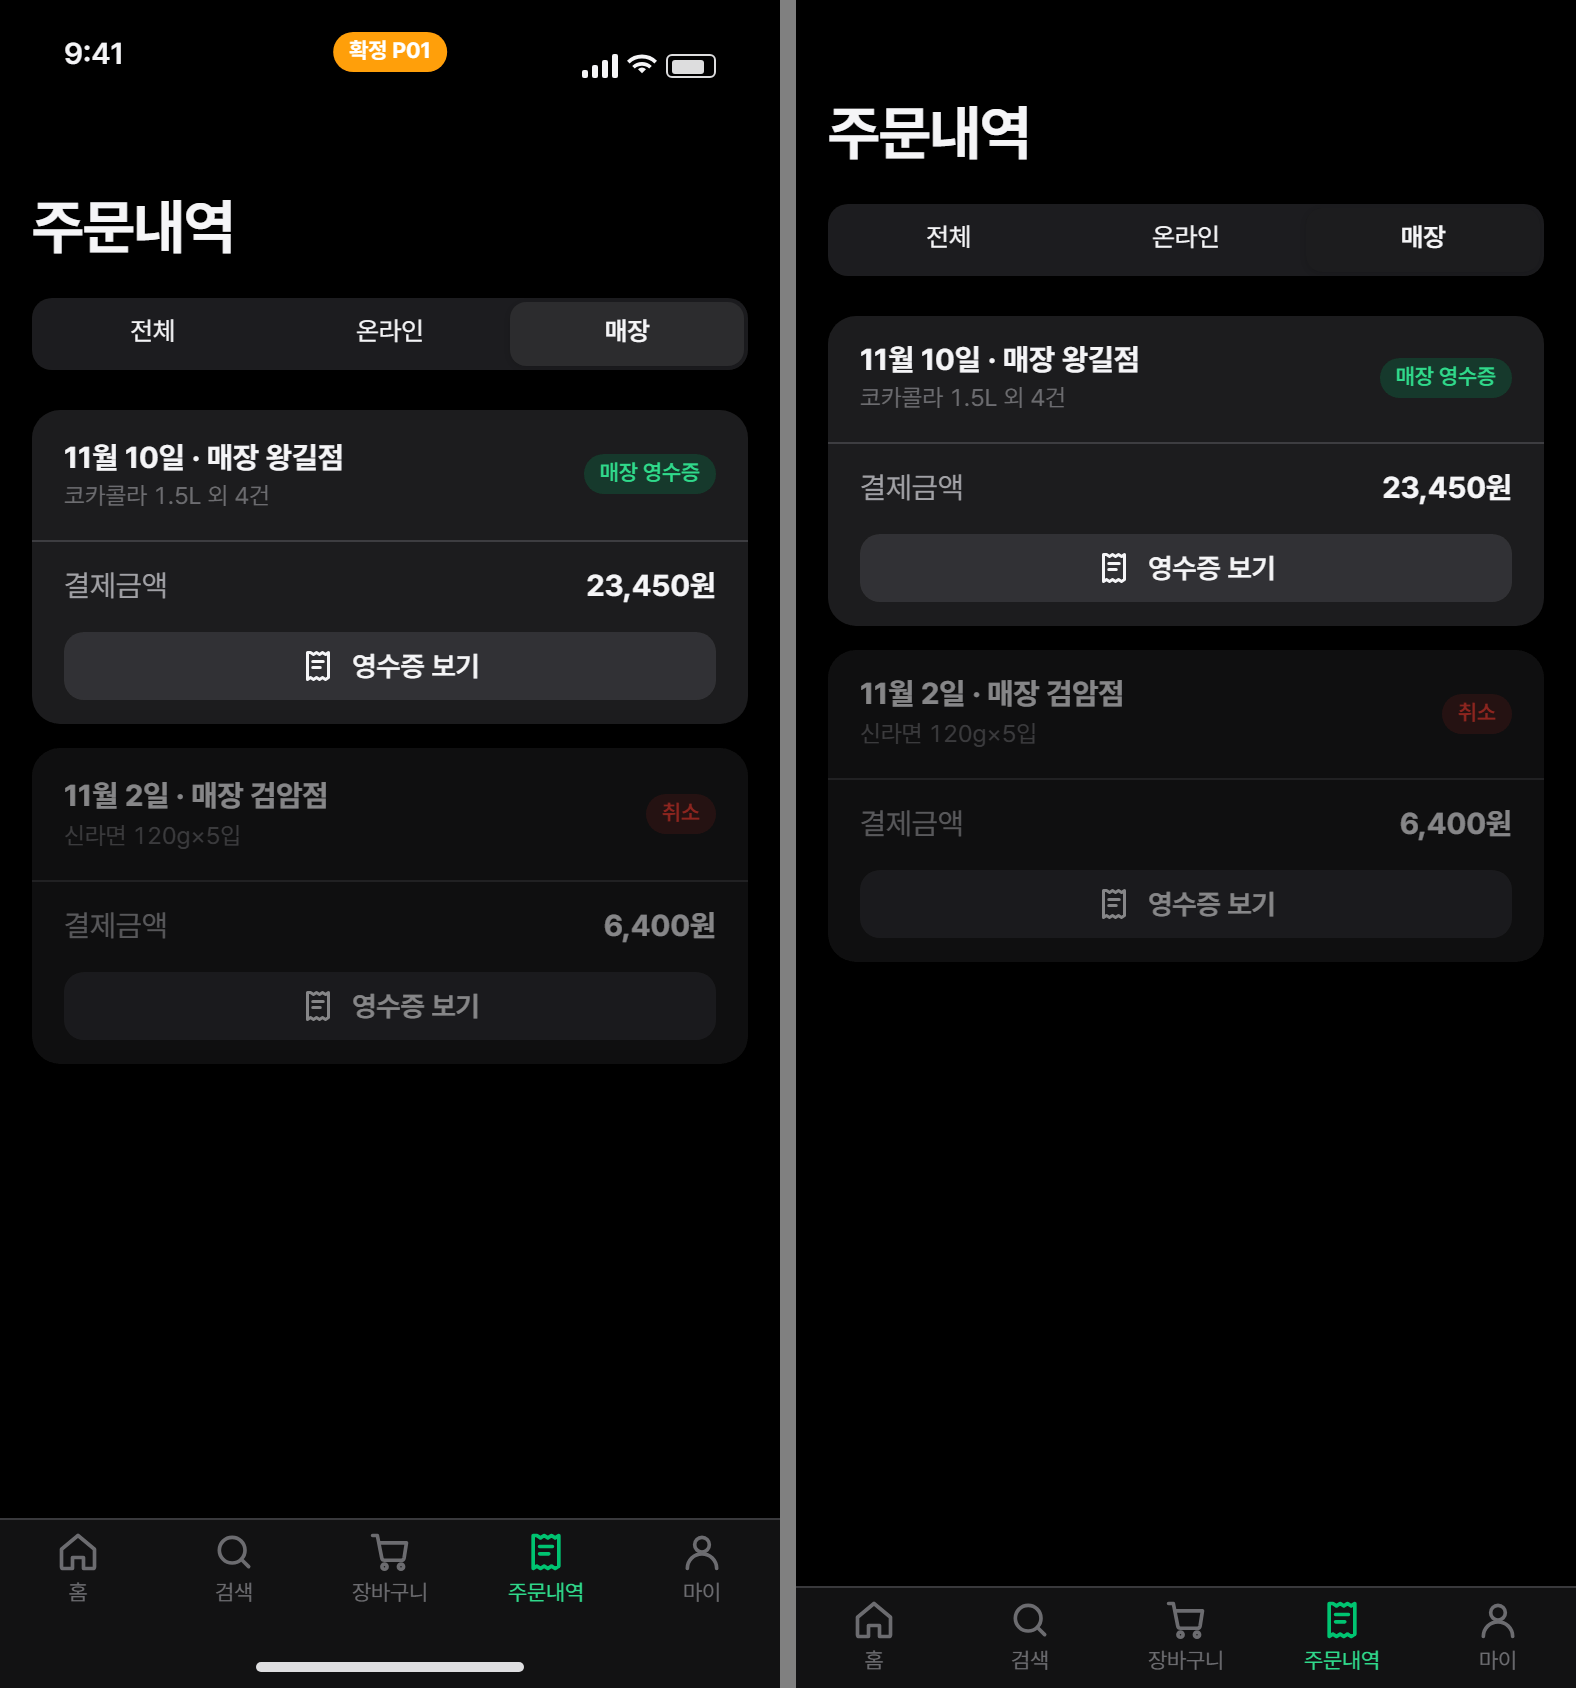 9:41
확정 P01
주문내역
전체 온라인 매장
11월 10일 · 매장 왕길점
매장 영수증
코카콜라 1.5L 외 4건
결제금액 23,450원
영수증 보기
11월 2일 · 매장 검암점
취소
신라면 120g×5입
결제금액 6,400원
영수증 보기
홈 검색 장바구니 주문내역 마이
주문내역
전체 온라인 매장
11월 10일 · 매장 왕길점
매장 영수증
코카콜라 1.5L 외 4건
결제금액 23,450원
영수증 보기
11월 2일 · 매장 검암점
취소
신라면 120g×5입
결제금액 6,400원
영수증 보기
홈 검색 장바구니 주문내역 마이